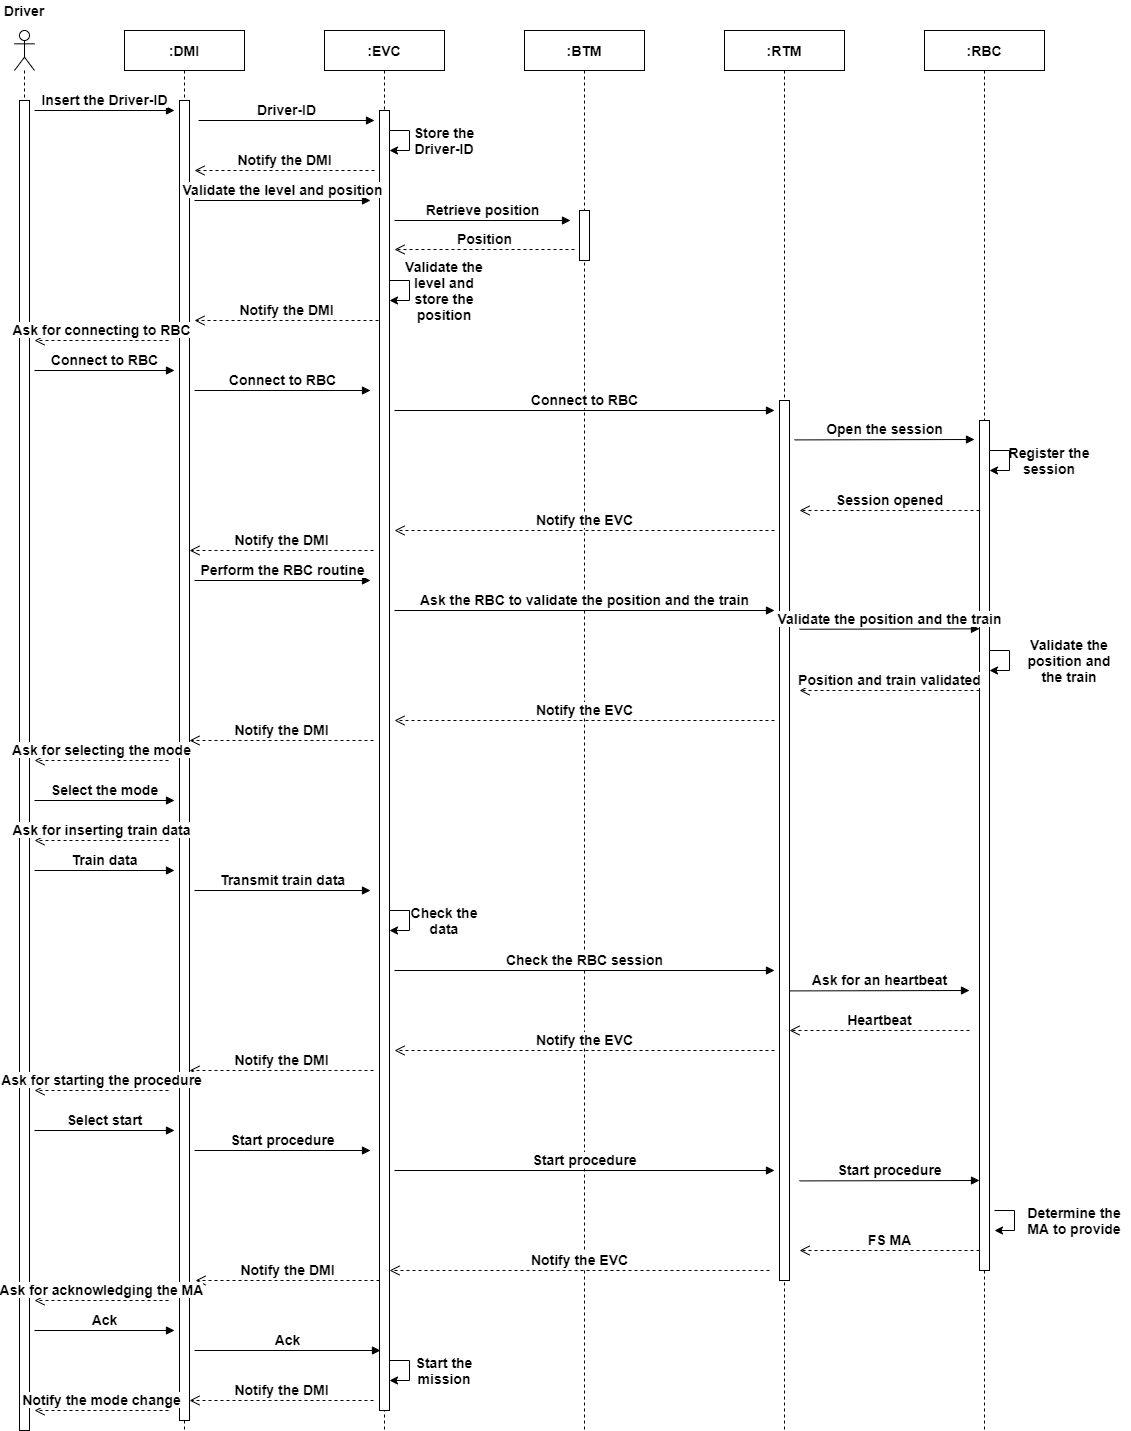 Driver
:DMI
:EVC
:BTM
:RTM
:RBC
Insert the Driver-ID
Driver-ID
Store the
Driver-ID
Notify the DMI
Validate the level and position
Retrieve position
Position
Validate the
level and
store the
position
Notify the DMI
Ask for connecting to RBC
Connect to RBC
Connect to RBC
Connect to RBC
Open the session
Register the
session
Session opened
Notify the EVC
Notify the DMI
Perform the RBC routine
Ask the RBC to validate the position and the train
Validate the position and the train
Validate the
position and
the train
Position and train validated
Notify the EVC
Notify the DMI
Ask for selecting the mode
Select the mode
Ask for inserting train data
Train data
Transmit train data
Check the
data
Check the RBC session
Ask for an heartbeat
Heartbeat
Notify the EVC
Notify the DMI
Ask for starting the procedure
Select start
Start procedure
Start procedure
Start procedure
Determine the
MA to provide
FS MA
Notify the EVC
Notify the DMI
Ask for acknowledging the MA
Ack
Ack
Start the
mission
Notify the DMI
Notify the mode change